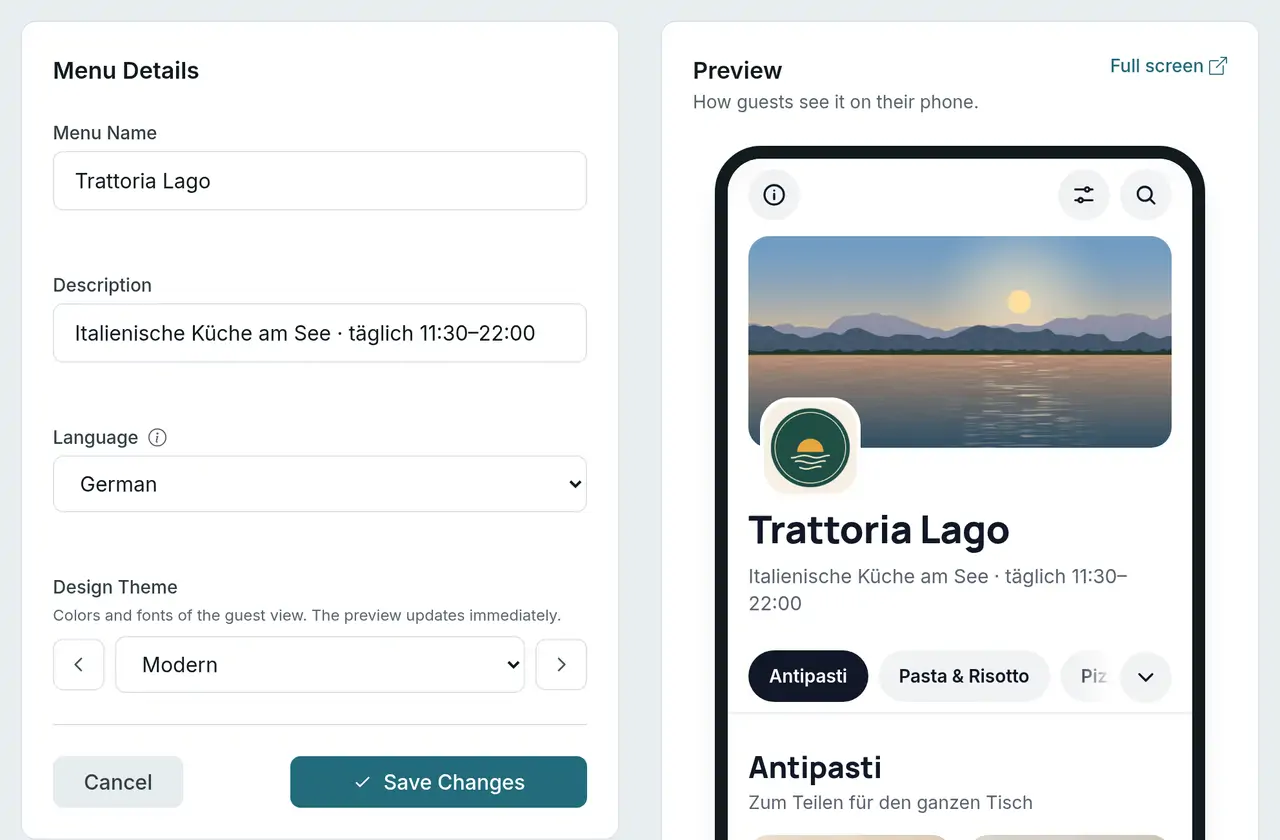 Menu Details
Menu Name
Trattoria Lago
Description
Italienische Küche am See · täglich 11:30–22:00
Language
German
Design Theme
Colors and fonts of the guest view. The preview updates immediately.
Modern
Cancel
Save Changes
Preview
Full screen
How guests see it on their phone.
Trattoria Lago
Italienische Küche am See · täglich 11:30–
22:00
Antipasti
Pasta & Risotto
Piz
Antipasti
Zum Teilen für den ganzen Tisch